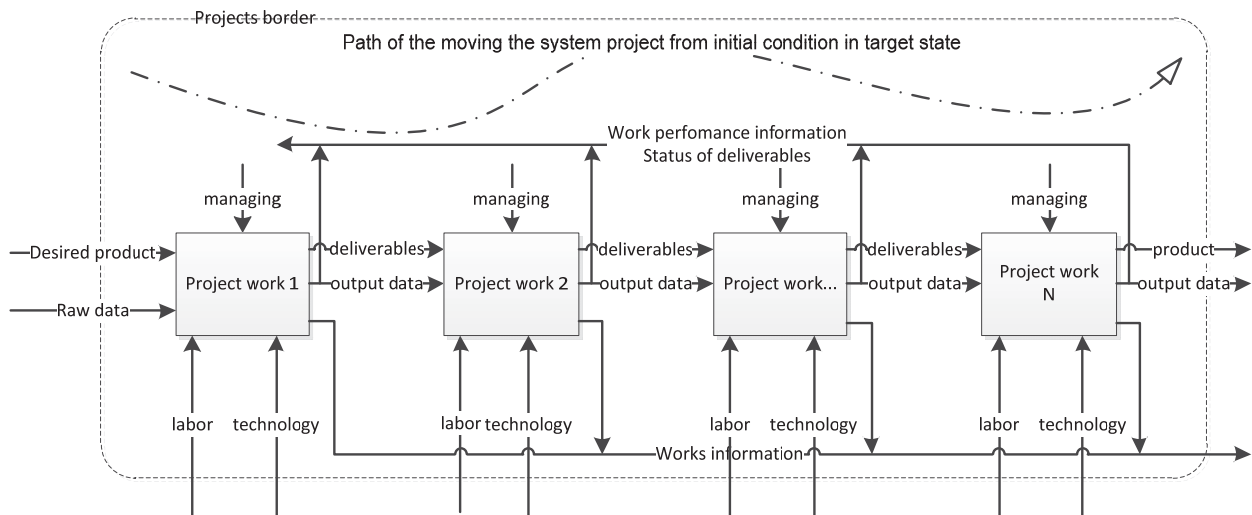 Projects border
Path of the moving the system project from initial condition in target state
Work perfomance information
Status of deliverables
managing
managing
managing
managing
Desired product
deliverables
deliverables
deliverables
product
Project work 1
Project work 2
Project work...
Project work
N
output data
output data
output data
output data
Raw data
labor
technology
labor
technology
labor
technology
labor
technology
Works information